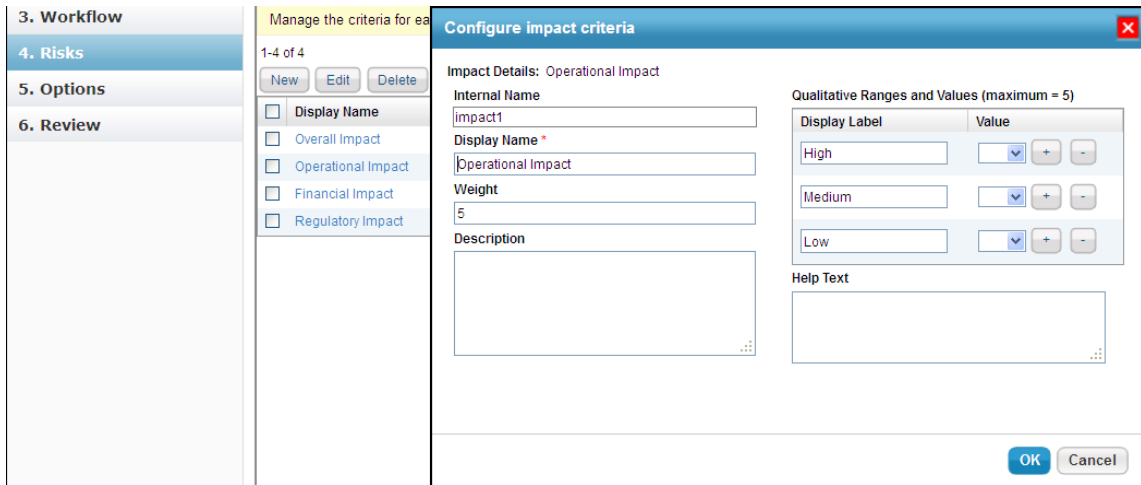 3. Workflow
4. Risks
5. Options
6. Review
Manage the criteria for ea
1-4 of 4
New Edit Delete
Display Name
Overall Impact
Operational Impact
Financial Impact
Regulatory Impact
Configure impact criteria
X
Impact Details: Operational Impact
Internal Name
impact1
Display Name *
Operational Impact
Weight
5
Description
Qualitative Ranges and Values (maximum = 5)
Display Label Value
High + -
Medium + -
Low + -
Help Text
OK Cancel